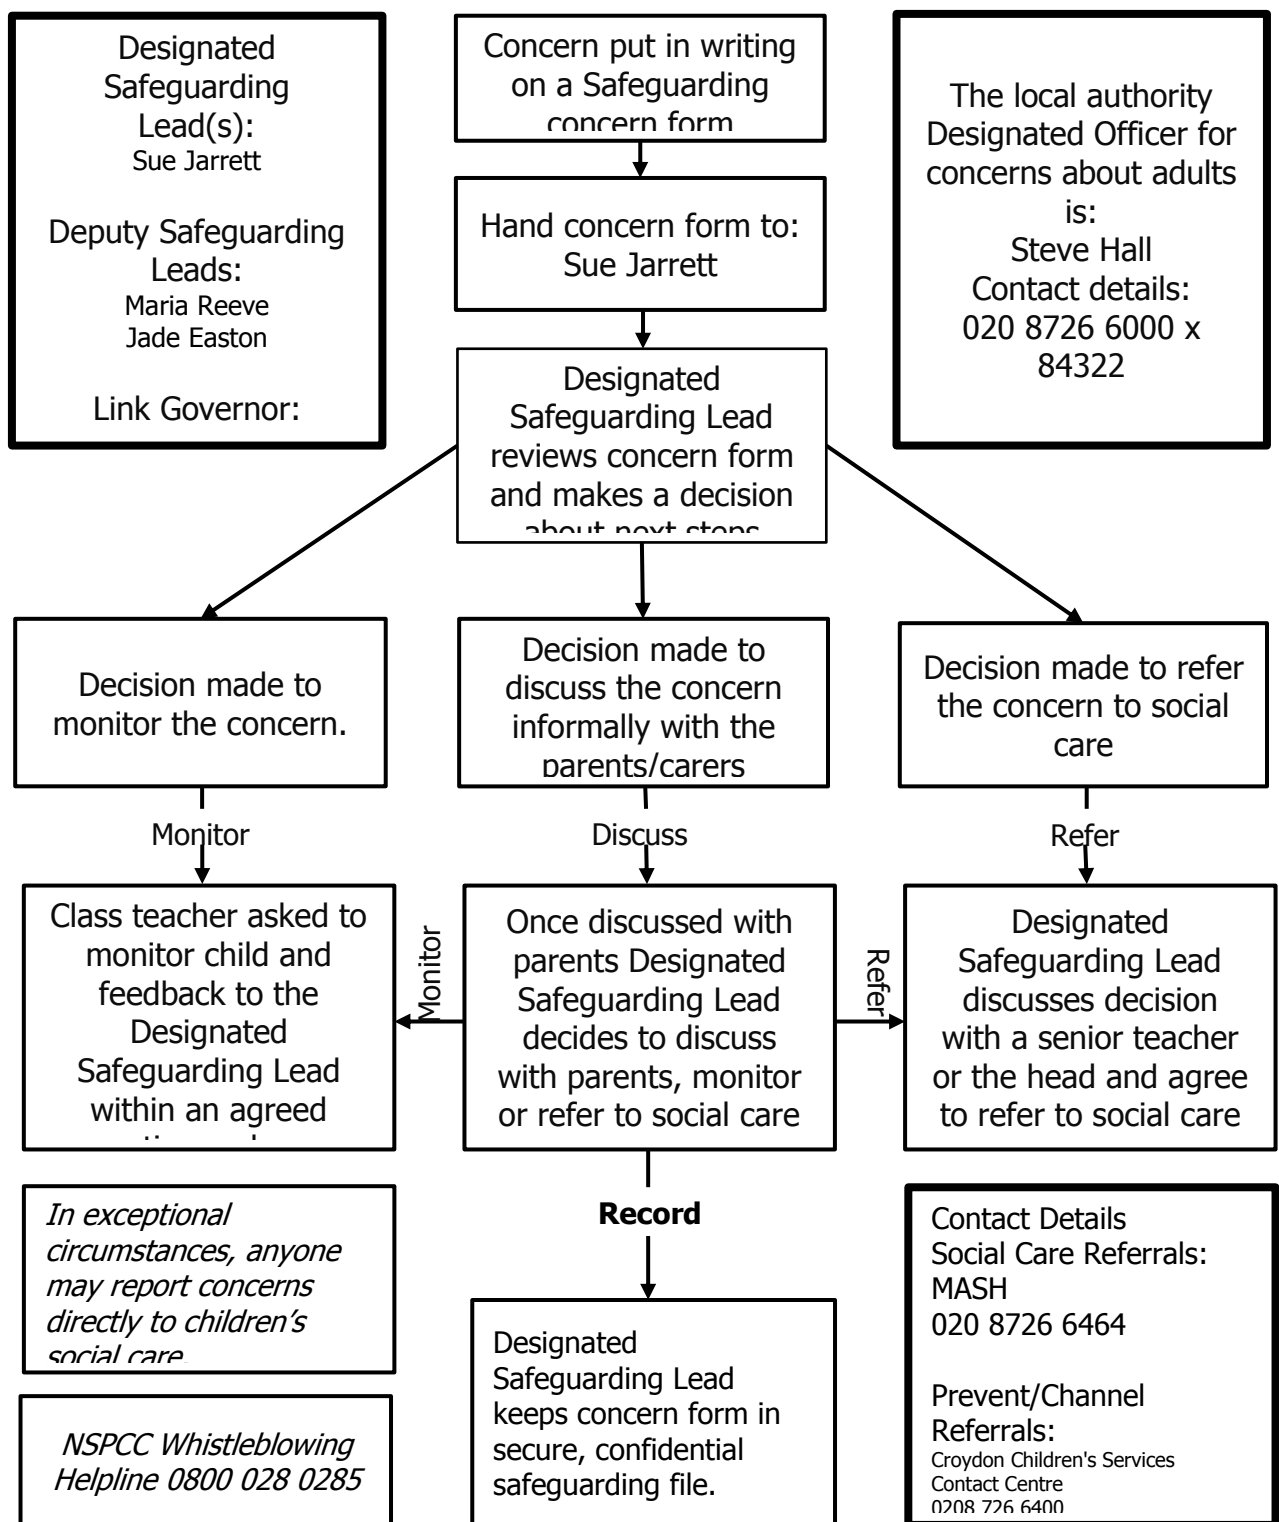 Designated
Safeguarding
Lead(s):
Sue Jarrett
Deputy Safeguarding
Leads:
Maria Reeve
Jade Easton
Link Governor:
Concern put in writing
on a Safeguarding
concern form
The local authority
Designated Officer for
concerns about adults
is:
Steve Hall
Contact details:
020 8726 6000 x
84322
Hand concern form to:
Sue Jarrett
Designated
Safeguarding Lead
reviews concern form
and makes a decision
about next steps
Decision made to
monitor the concern.
Decision made to
discuss the concern
informally with the
parents/carers
Decision made to refer
the concern to social
care
Monitor
Discuss
Refer
Class teacher asked to
monitor child and
feedback to the
Designated
Safeguarding Lead
within an agreed
Monitor
Once discussed with
parents Designated
Safeguarding Lead
decides to discuss
with parents, monitor
or refer to social care
Refer
Designated
Safeguarding Lead
discusses decision
with a senior teacher
or the head and agree
to refer to social care
In exceptional
circumstances, anyone
may report concerns
directly to children's
social care.
Record
Contact Details
Social Care Referrals:
MASH
020 8726 6464
Prevent/Channel
Referrals:
Croydon Children's Services
Contact Centre
0208 726 6400
NSPCC Whistleblowing
Helpline 0800 028 0285
Designated
Safeguarding Lead
keeps concern form in
secure, confidential
safeguarding file.